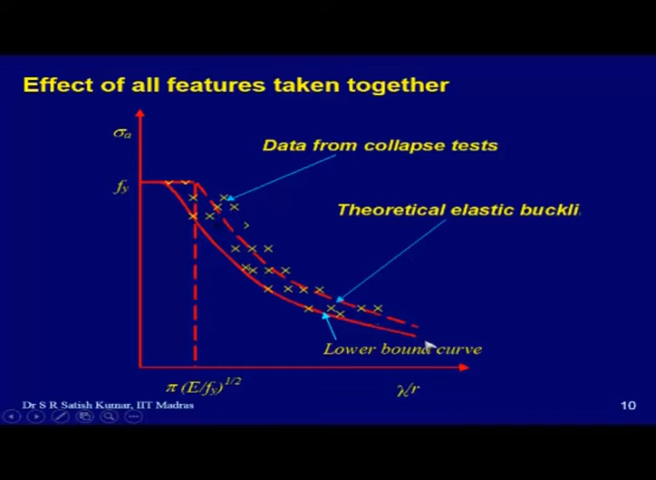 Effect of all features taken together
σa
Data from collapse tests
fy
Theoretical elastic buckli
Lower bound curve
π (E/fy)1/2
λ/r
Dr S R Satish Kumar, IIT Madras
10